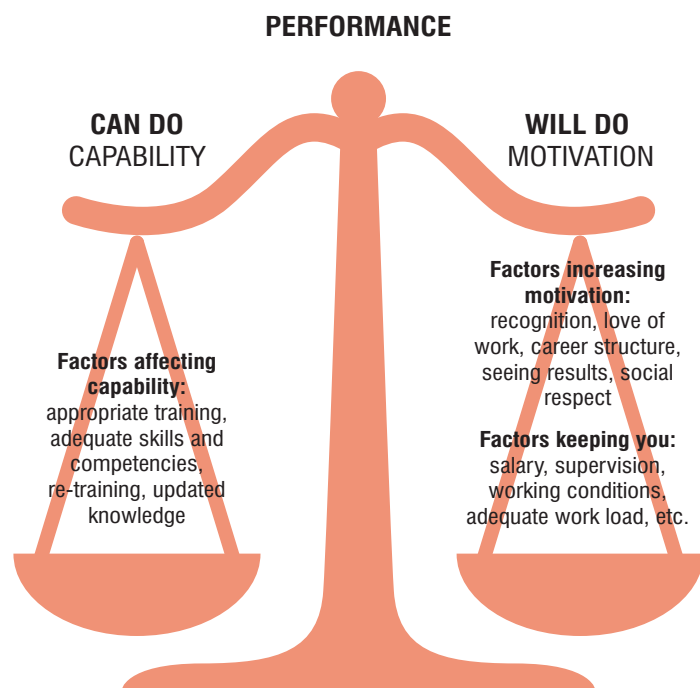 PERFORMANCE
CAN DO
CAPABILITY
Factors affecting
capability:
appropriate training,
adequate skills and
competencies,
re-training, updated
knowledge
WILL DO
MOTIVATION
Factors increasing
motivation:
recognition, love of
work, career structure,
seeing results, social
respect
Factors keeping you:
salary, supervision,
working conditions,
adequate work load, etc.